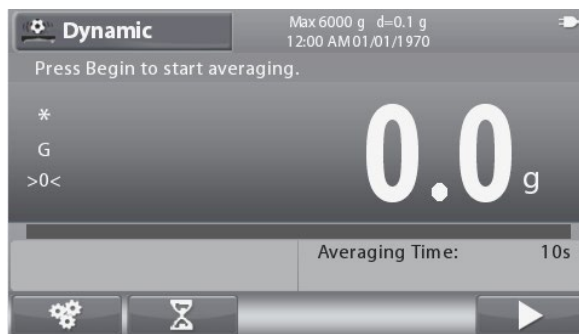 Dynamic
Max 6000 g d=0.1 g
12:00 AM 01/01/1970
Press Begin to start averaging.
*
G
>0<
0.0 g
Averaging Time: 10s